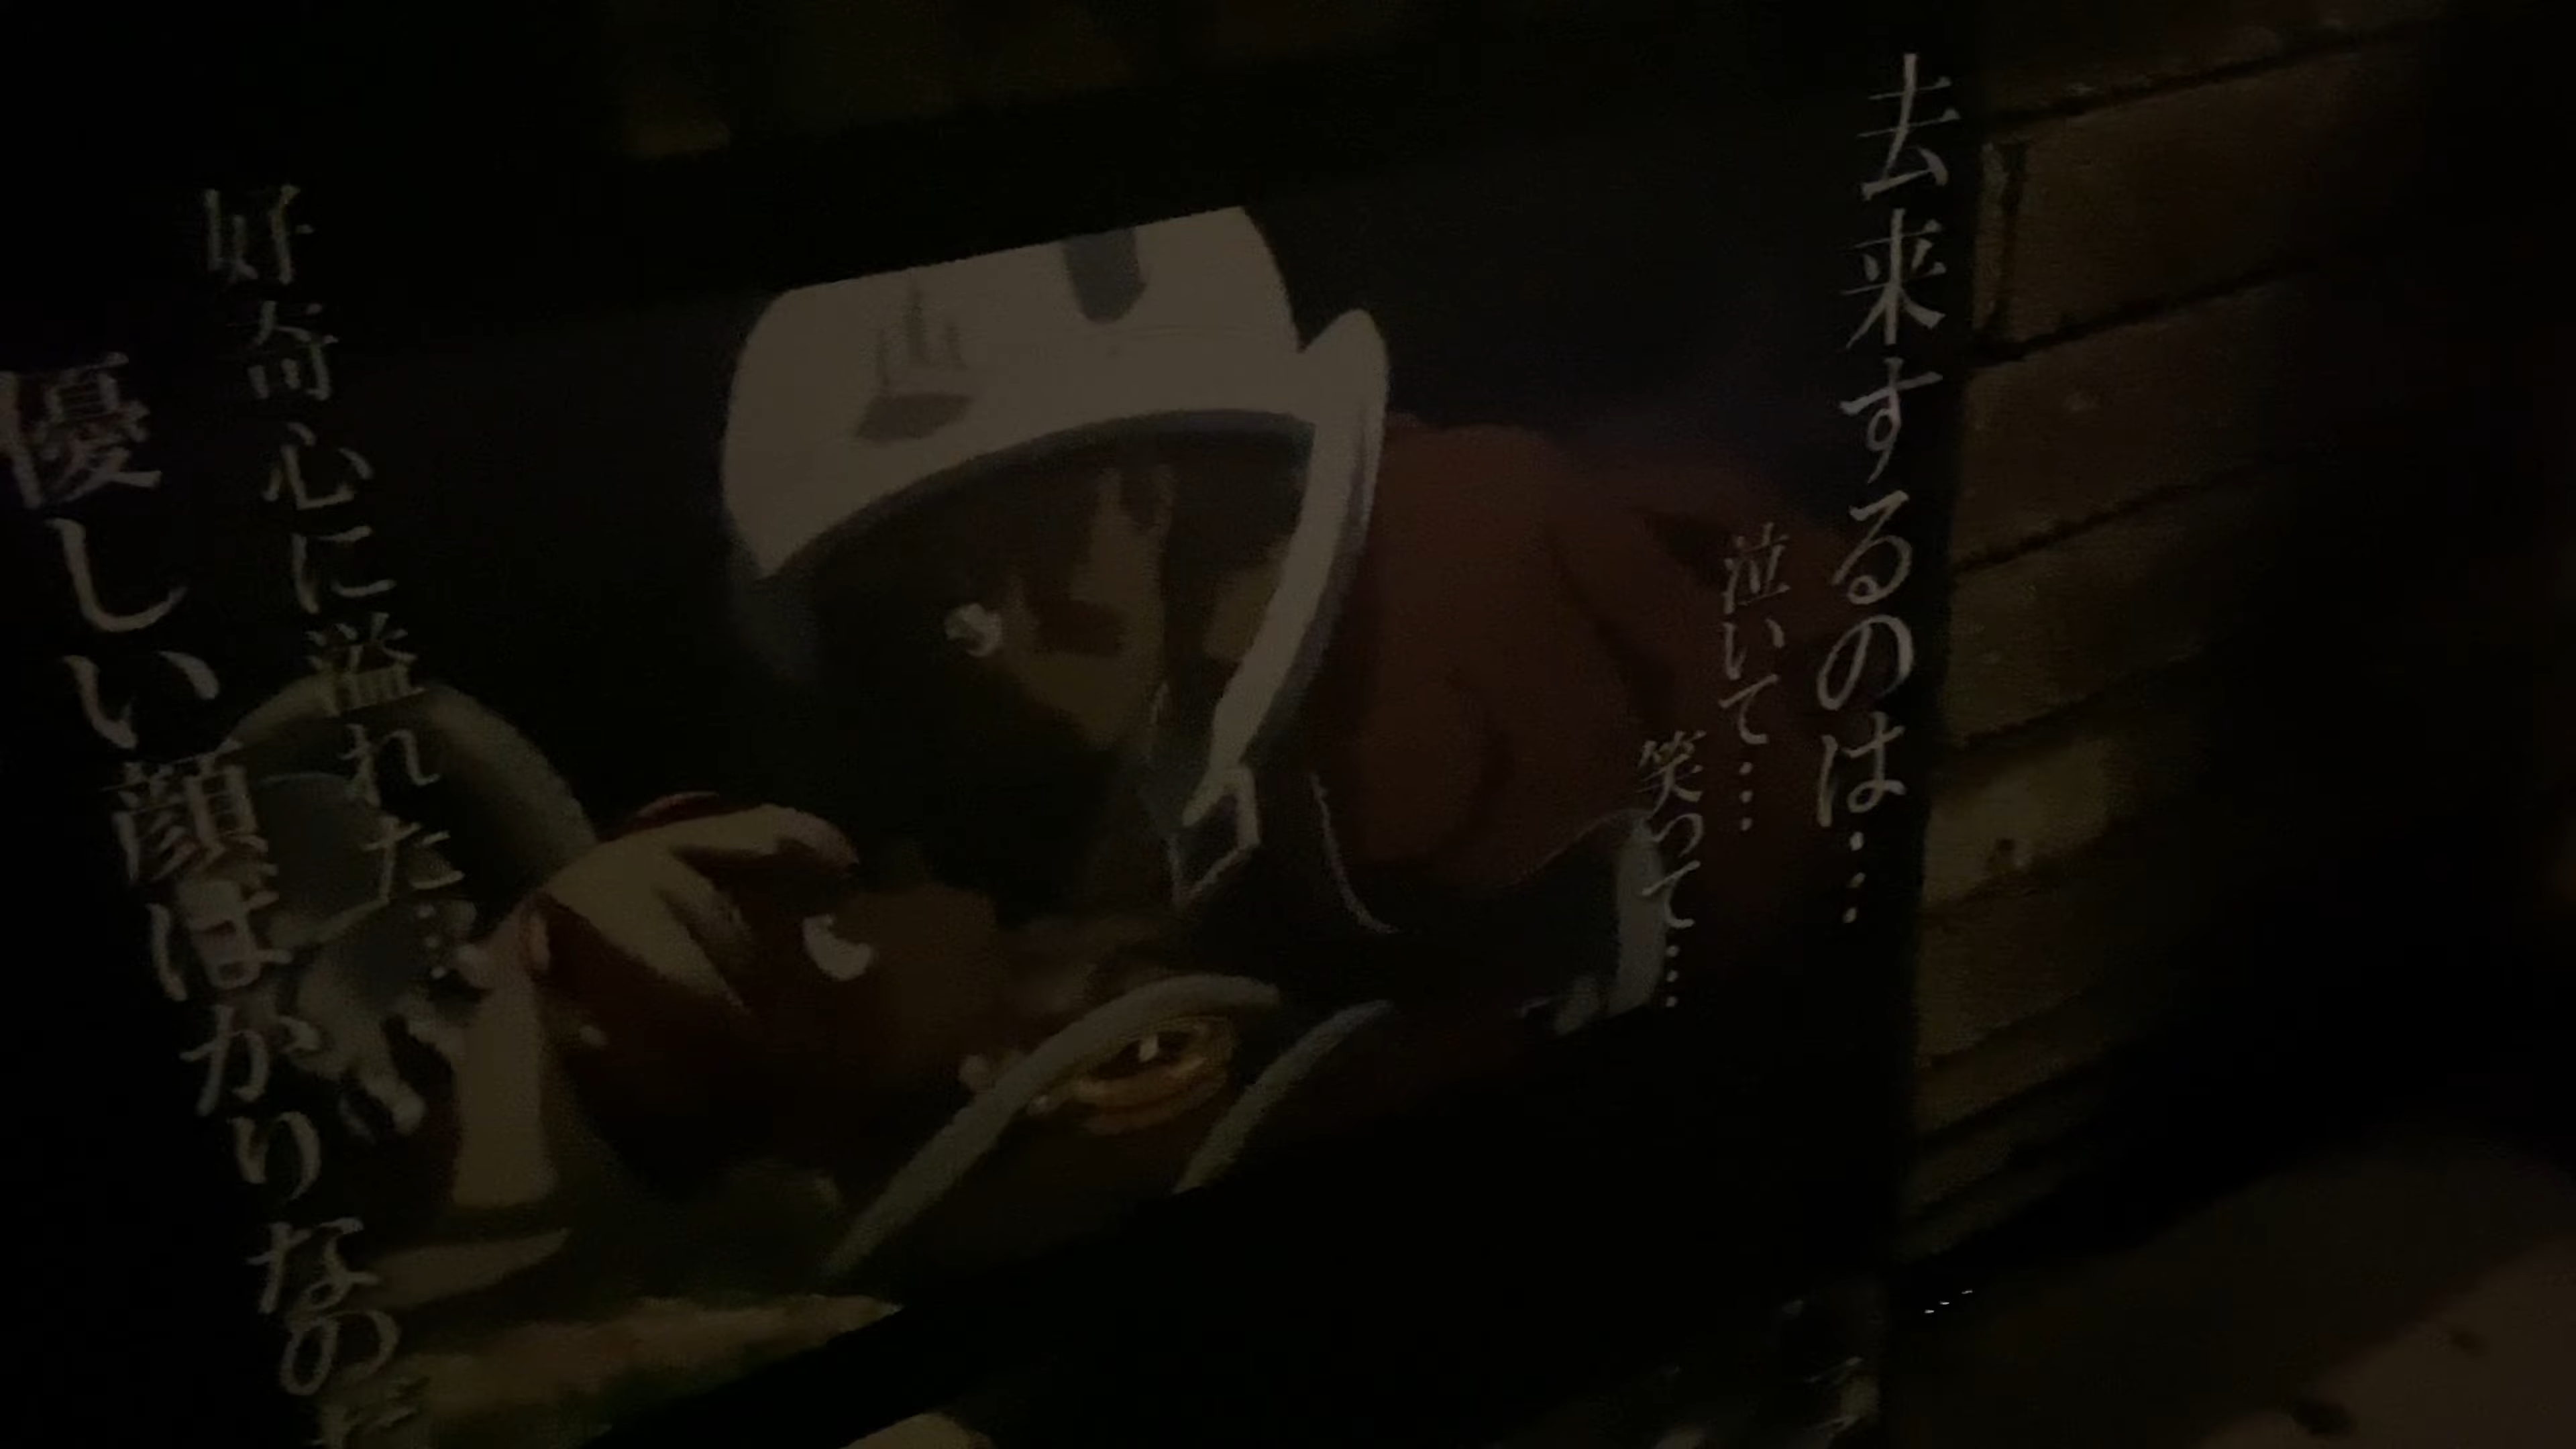 去来するのは……
泣いて……
笑って……
好奇心に溢れた……
優しい顔ばかりなのだ